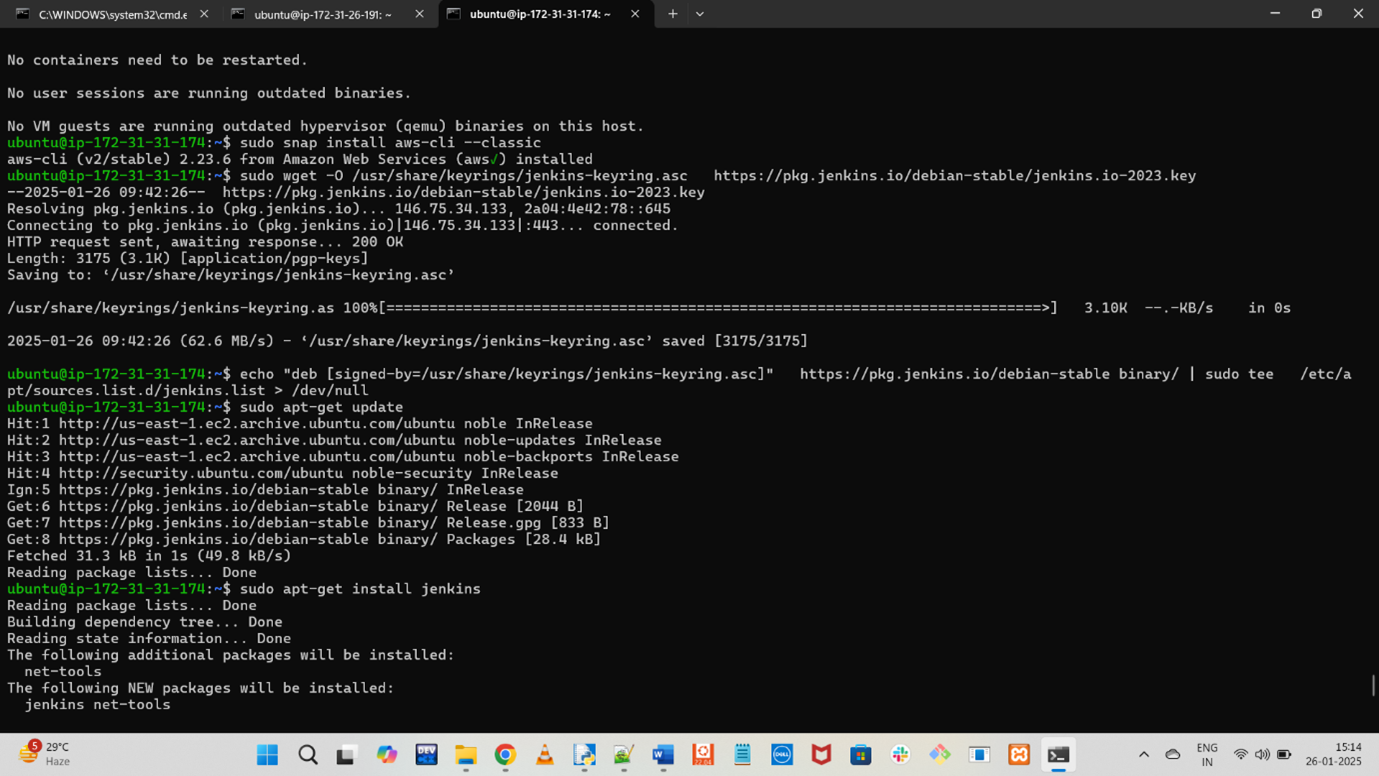 C:\WINDOWS\system32\cmd.e
ubuntu@ip-172-31-26-191: ~
ubuntu@ip-172-31-31-174: ~
No containers need to be restarted.
No user sessions are running outdated binaries.
No VM guests are running outdated hypervisor (qemu) binaries on this host.
ubuntu@ip-172-31-31-174:~$ sudo snap install aws-cli --classic
aws-cli (v2/stable) 2.23.6 from Amazon Web Services (aws✓) installed
ubuntu@ip-172-31-31-174:~$ sudo wget -O /usr/share/keyrings/jenkins-keyring.asc   https://pkg.jenkins.io/debian-stable/jenkins.io-2023.key
--2025-01-26 09:42:26--  https://pkg.jenkins.io/debian-stable/jenkins.io-2023.key
Resolving pkg.jenkins.io (pkg.jenkins.io)... 146.75.34.133, 2a04:4e42:78::645
Connecting to pkg.jenkins.io (pkg.jenkins.io)|146.75.34.133|:443... connected.
HTTP request sent, awaiting response... 200 OK
Length: 3175 (3.1K) [application/pgp-keys]
Saving to: ‘/usr/share/keyrings/jenkins-keyring.asc’
/usr/share/keyrings/jenkins-keyring.as 100%[============================================================================>]   3.10K  --.-KB/s    in 0s
2025-01-26 09:42:26 (62.6 MB/s) - ‘/usr/share/keyrings/jenkins-keyring.asc’ saved [3175/3175]
ubuntu@ip-172-31-31-174:~$ echo "deb [signed-by=/usr/share/keyrings/jenkins-keyring.asc]"   https://pkg.jenkins.io/debian-stable binary/ | sudo tee   /etc/a
pt/sources.list.d/jenkins.list > /dev/null
ubuntu@ip-172-31-31-174:~$ sudo apt-get update
Hit:1 http://us-east-1.ec2.archive.ubuntu.com/ubuntu noble InRelease
Hit:2 http://us-east-1.ec2.archive.ubuntu.com/ubuntu noble-updates InRelease
Hit:3 http://us-east-1.ec2.archive.ubuntu.com/ubuntu noble-backports InRelease
Hit:4 http://security.ubuntu.com/ubuntu noble-security InRelease
Ign:5 https://pkg.jenkins.io/debian-stable binary/ InRelease
Get:6 https://pkg.jenkins.io/debian-stable binary/ Release [2044 B]
Get:7 https://pkg.jenkins.io/debian-stable binary/ Release.gpg [833 B]
Get:8 https://pkg.jenkins.io/debian-stable binary/ Packages [28.4 kB]
Fetched 31.3 kB in 1s (49.8 kB/s)
Reading package lists... Done
ubuntu@ip-172-31-31-174:~$ sudo apt-get install jenkins
Reading package lists... Done
Building dependency tree... Done
Reading state information... Done
The following additional packages will be installed:
  net-tools
The following NEW packages will be installed:
  jenkins net-tools
5
29°C
Haze
DEV
22.04
DELL
ENG
IN
15:14
26-01-2025